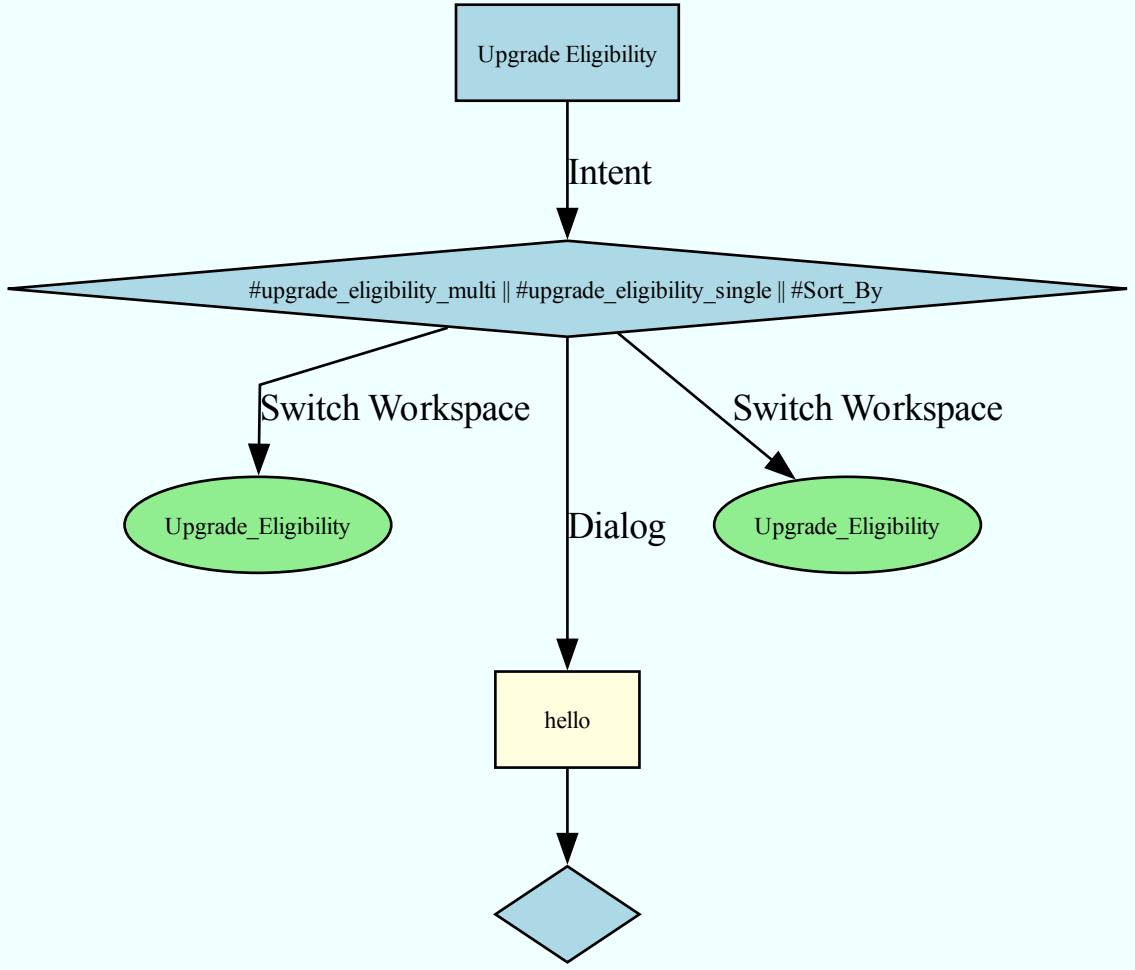 Upgrade Eligibility
Intent
#upgrade_eligibility_multi || #upgrade_eligibility_single || #Sort_By
Switch Workspace
Switch Workspace
Upgrade_Eligibility
Dialog
Upgrade_Eligibility
hello